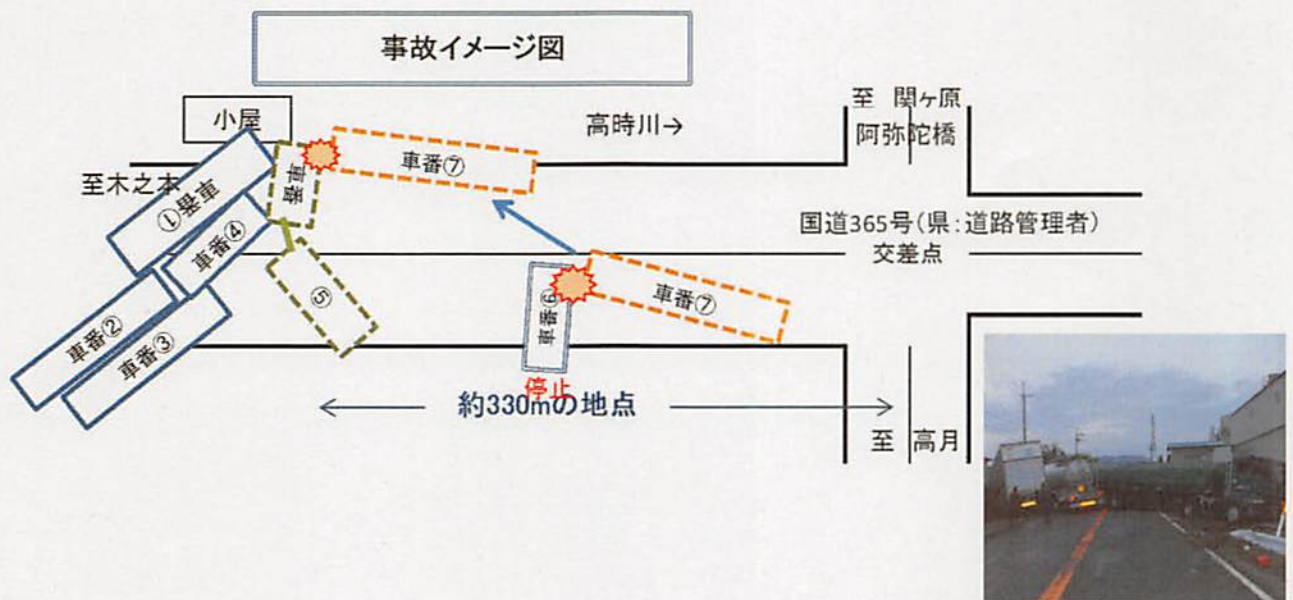 事故イメージ図
小屋
高時川→
至 関ヶ原
阿弥陀橋
至木之本
車番①
車番
車番⑦
車番④
国道365号(県:道路管理者)
交差点
⑤
車番⑥
車番⑦
車番②
車番③
停止
約330mの地点
至 高月